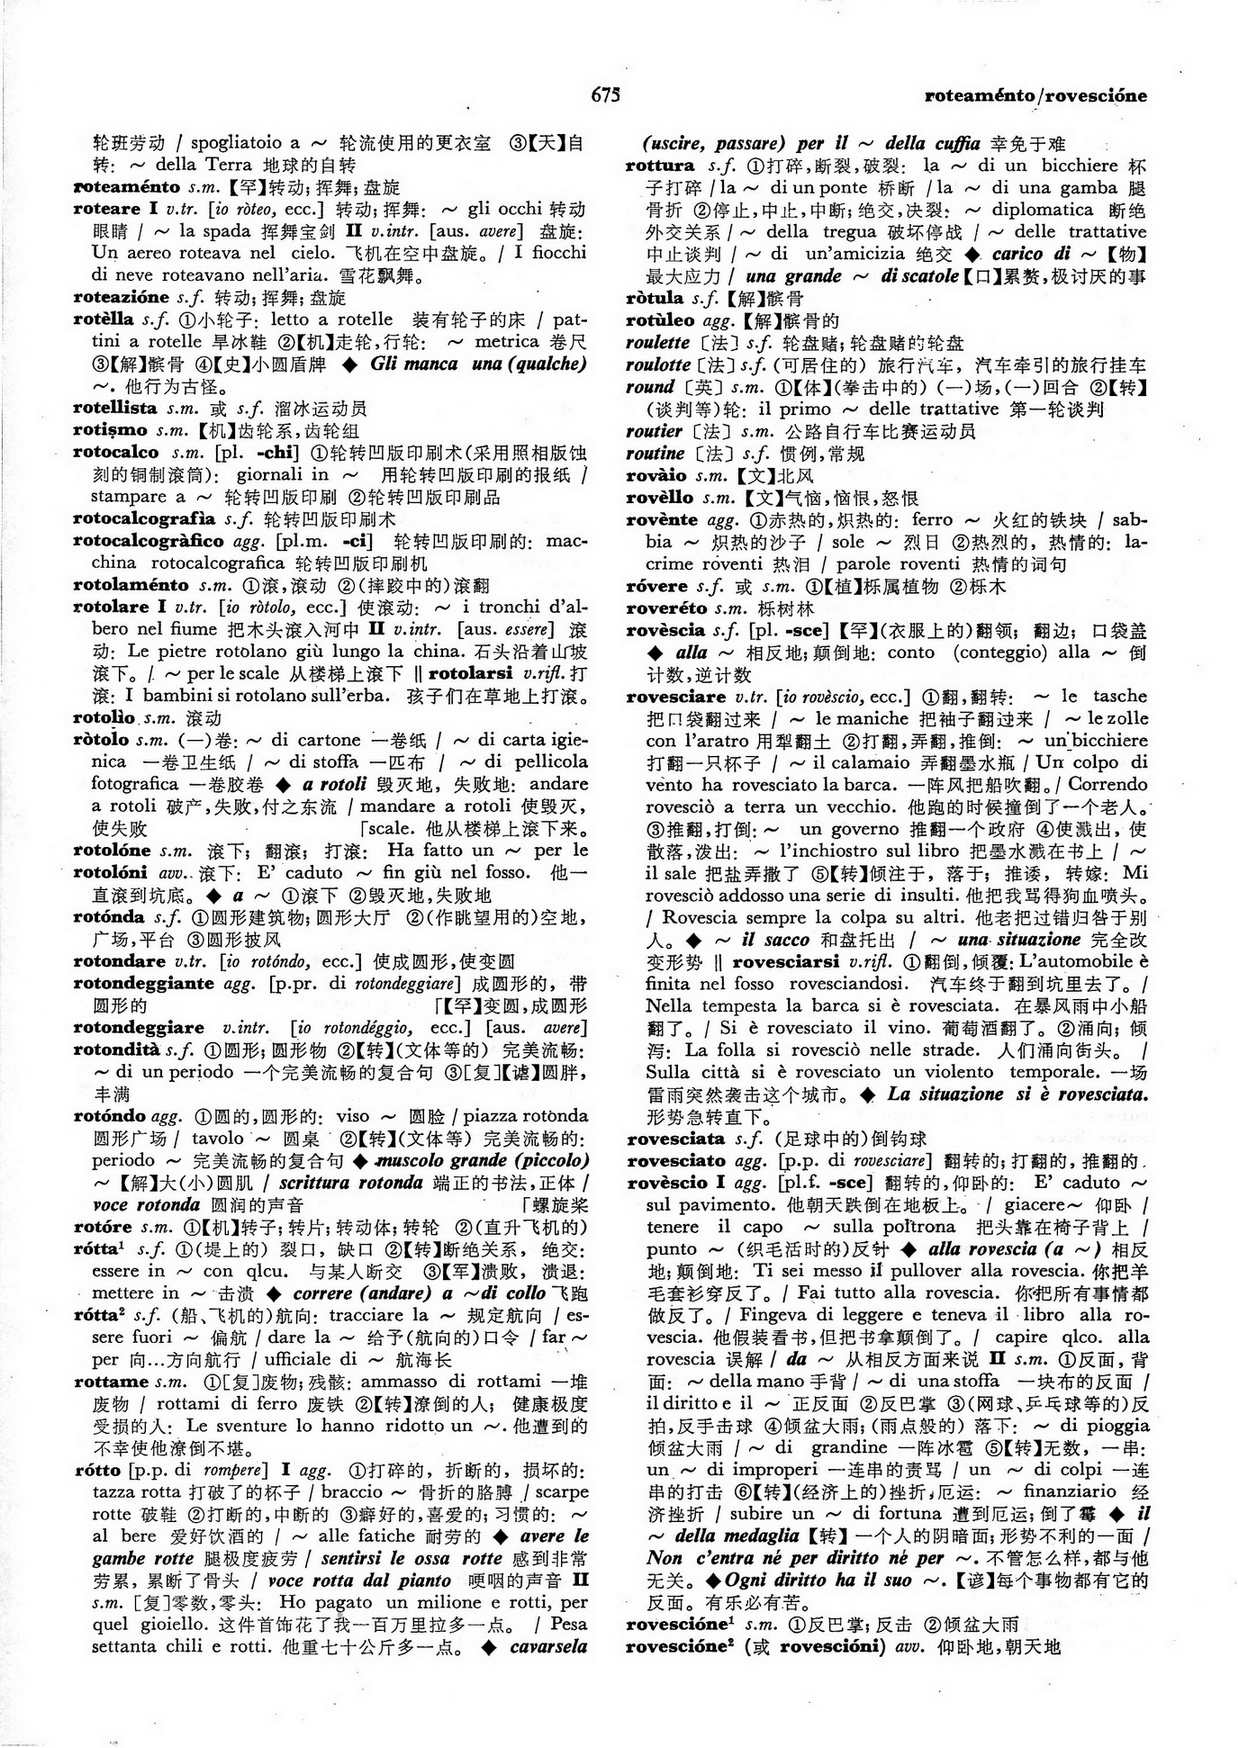 675
roteaménto/rovescióne
轮班劳动 / spogliatoio a ～ 轮流使用的更衣室 ③【天】自
转: ～ della Terra 地球的自转
roteaménto s.m. 【罕】转动; 挥舞; 盘旋
roteare I v.tr. [io ròteo, ecc.] 转动; 挥舞: ～ gli occhi 转动
眼睛 / ～ la spada 挥舞宝剑 II v.intr. [aus. avere] 盘旋:
Un aereo roteava nel cielo. 飞机在空中盘旋。/ I fiocchi
di neve roteavano nell'aria. 雪花飘舞。
roteazióne s.f. 转动; 挥舞; 盘旋
rotèlla s.f. ①小轮子: letto a rotelle 装有轮子的床 / pat-
tini a rotelle 旱冰鞋 ②【机】走轮,行轮: ～ metrica 卷尺
③【解】髌骨 ④【史】小圆盾牌 ◆ Gli manca una (qualche)
～. 他行为古怪。
rotellista s.m. 或 s.f. 溜冰运动员
rotismo s.m. 【机】齿轮系,齿轮组
rotocalco s.m. [pl. -chi] ①轮转凹版印刷术(采用照相版蚀
刻的铜制滚筒): giornali in ～ 用轮转凹版印刷的报纸 /
stampare a ～ 轮转凹版印刷 ②轮转凹版印刷品
rotocalcografìa s.f. 轮转凹版印刷术
rotocalcogràfico agg. [pl.m. -ci] 轮转凹版印刷的: mac-
china rotocalcografica 轮转凹版印刷机
rotolaménto s.m. ①滚,滚动 ②(摔跤中的)滚翻
rotolare I v.tr. [io ròtolo, ecc.] 使滚动: ～ i tronchi d'al-
bero nel fiume 把木头滚入河中 II v.intr. [aus. essere] 滚
动: Le pietre rotolano giù lungo la china. 石头沿着山坡
滚下。/ ～ per le scale 从楼梯上滚下 ‖ rotolarsi v.rifl. 打
滚: I bambini si rotolano sull'erba. 孩子们在草地上打滚。
rotolìo s.m. 滚动
ròtolo s.m. (一)卷: ～ di cartone 一卷纸 / ～ di carta igie-
nica 一卷卫生纸 / ～ di stoffa 一匹布 / ～ di pellicola
fotografica 一卷胶卷 ◆ a rotoli 毁灭地, 失败地: andare
a rotoli 破产,失败,付之东流 / mandare a rotoli 使毁灭,
使失败 「scale. 他从楼梯上滚下来。
rotolóne s.m. 滚下; 翻滚; 打滚: Ha fatto un ～ per le
rotolóni avv. 滚下: E' caduto ～ fin giù nel fosso. 他一
直滚到坑底。◆ a ～ ①滚下 ②毁灭地,失败地
rotónda s.f. ①圆形建筑物; 圆形大厅 ②(作眺望用的)空地,
广场,平台 ③圆形披风
rotondare v.tr. [io rotóndo, ecc.] 使成圆形,使变圆
rotondeggiante agg. [p.pr. di rotondeggiare] 成圆形的, 带
圆形的 「【罕】变圆,成圆形
rotondeggiare v.intr. [io rotondéggio, ecc.] [aus. avere]
rotondità s.f. ①圆形; 圆形物 ②【转】(文体等的) 完美流畅:
～ di un periodo 一个完美流畅的复合句 ③[复]【谑】圆胖,
丰满
rotóndo agg. ①圆的,圆形的: viso ～ 圆脸 / piazza rotonda
圆形广场 / tavolo ～ 圆桌 ②【转】(文体等) 完美流畅的:
periodo ～ 完美流畅的复合句 ◆ muscolo grande (piccolo)
～ 【解】大(小)圆肌 / scrittura rotonda 端正的书法,正体 /
voce rotonda 圆润的声音 「螺旋桨
rotóre s.m. ①【机】转子; 转片; 转动体; 转轮 ②(直升飞机的)
rótta¹ s.f. ①(堤上的) 裂口, 缺口 ②【转】断绝关系, 绝交:
essere in ～ con qlcu. 与某人断交 ③【军】溃败, 溃退:
mettere in ～ 击溃 ◆ correre (andare) a ～ di collo 飞跑
rótta² s.f. (船、飞机的)航向: tracciare la ～ 规定航向 / es-
sere fuori ～ 偏航 / dare la ～ 给予(航向的)口令 / far ～
per 向…方向航行 / ufficiale di ～ 航海长
rottame s.m. ①[复]废物; 残骸: ammasso di rottami 一堆
废物 / rottami di ferro 废铁 ②【转】潦倒的人; 健康极度
受损的人: Le sventure lo hanno ridotto un ～. 他遭到的
不幸使他潦倒不堪。
rótto [p.p. di rompere] I agg. ①打碎的, 折断的, 损坏的:
tazza rotta 打破了的杯子 / braccio ～ 骨折的胳膊 / scarpe
rotte 破鞋 ②打断的,中断的 ③癖好的,喜爱的; 习惯的: ～
al bere 爱好饮酒的 / ～ alle fatiche 耐劳的 ◆ avere le
gambe rotte 腿极度疲劳 / sentirsi le ossa rotte 感到非常
劳累, 累断了骨头 / voce rotta dal pianto 哽咽的声音 II
s.m. [复]零数,零头: Ho pagato un milione e rotti, per
quel gioiello. 这件首饰花了我一百万里拉多一点。 / Pesa
settanta chili e rotti. 他重七十公斤多一点。 ◆ cavarsela
(uscire, passare) per il ～ della cuffia 幸免于难
rottura s.f. ①打碎,断裂,破裂: la ～ di un bicchiere 杯
子打碎 / la ～ di un ponte 桥断 / la ～ di una gamba 腿
骨折 ②停止,中止,中断; 绝交,决裂: ～ diplomatica 断绝
外交关系 / ～ della tregua 破坏停战 / ～ delle trattative
中止谈判 / ～ di un'amicizia 绝交 ◆ carico di ～ 【物】
最大应力 / una grande ～ di scatole【口】累赘,极讨厌的事
ròtula s.f. 【解】髌骨
rotùleo agg. 【解】髌骨的
roulette〔法〕s.f. 轮盘赌; 轮盘赌的轮盘
roulotte〔法〕s.f. (可居住的) 旅行汽车, 汽车牵引的旅行挂车
round〔英〕s.m. ①【体】(拳击中的) (一)场,(一)回合 ②【转】
(谈判等)轮: il primo ～ delle trattative 第一轮谈判
routier〔法〕s.m. 公路自行车比赛运动员
routine〔法〕s.f. 惯例,常规
rovàio s.m. 【文】北风
rovèllo s.m. 【文】气恼,恼恨,怒恨
rovènte agg. ①赤热的,炽热的: ferro ～ 火红的铁块 / sab-
bia ～ 炽热的沙子 / sole ～ 烈日 ②热烈的, 热情的: la-
crime roventi 热泪 / parole roventi 热情的词句
róvere s.f. 或 s.m. ①【植】栎属植物 ②栎木
roveréto s.m. 栎树林
rovèscia s.f. [pl. -sce] 【罕】(衣服上的)翻领; 翻边; 口袋盖
◆ alla ～ 相反地; 颠倒地: conto (conteggio) alla ～ 倒
计数,逆计数
rovesciare v.tr. [io rovèscio, ecc.] ①翻,翻转: ～ le tasche
把口袋翻过来 / ～ le maniche 把袖子翻过来 / ～ le zolle
con l'aratro 用犁翻土 ②打翻,弄翻,推倒: ～ un bicchiere
打翻一只杯子 / ～ il calamaio 弄翻墨水瓶 / Un colpo di
vento ha rovesciato la barca. 一阵风把船吹翻。/ Correndo
rovesciò a terra un vecchio. 他跑的时候撞倒了一个老人。
③推翻,打倒: ～ un governo 推翻一个政府 ④使溅出, 使
散落,泼出: ～ l'inchiostro sul libro 把墨水溅在书上 / ～
il sale 把盐弄撒了 ⑤【转】倾注于, 落于; 推诿, 转嫁: Mi
rovesciò addosso una serie di insulti. 他把我骂得狗血喷头。
/ Rovescia sempre la colpa su altri. 他老把过错归咎于别
人。◆ ～ il sacco 和盘托出 / ～ una situazione 完全改
变形势 ‖ rovesciarsi v.rifl. ①翻倒,倾覆: L'automobile è
finita nel fosso rovesciandosi. 汽车终于翻到坑里去了。/
Nella tempesta la barca si è rovesciata. 在暴风雨中小船
翻了。/ Si è rovesciato il vino. 葡萄酒翻了。②涌向; 倾
泻: La folla si rovesciò nelle strade. 人们涌向街头。 /
Sulla città si è rovesciato un violento temporale. 一场
雷雨突然袭击这个城市。◆ La situazione si è rovesciata.
形势急转直下。
rovesciata s.f. (足球中的)倒钩球
rovesciato agg. [p.p. di rovesciare] 翻转的; 打翻的, 推翻的
rovèscio I agg. [pl.f. -sce] 翻转的,仰卧的: E' caduto ～
sul pavimento. 他朝天跌倒在地板上。/ giacere～ 仰卧 /
tenere il capo ～ sulla poltrona 把头靠在椅子背上 /
punto ～ (织毛活时的)反针 ◆ alla rovescia (a ～) 相反
地; 颠倒地: Ti sei messo il pullover alla rovescia. 你把羊
毛套衫穿反了。/ Fai tutto alla rovescia. 你把所有事情都
做反了。/ Fingeva di leggere e teneva il libro alla ro-
vescia. 他假装看书,但把书拿颠倒了。/ capire qlco. alla
rovescia 误解 / da ～ 从相反方面来说 II s.m. ①反面, 背
面: ～ della mano 手背 / ～ di una stoffa 一块布的反面 /
il diritto e il ～ 正反面 ②反巴掌 ③(网球、乒乓球等的)反
拍,反手击球 ④倾盆大雨; (雨点般的) 落下: ～ di pioggia
倾盆大雨 / ～ di grandine 一阵冰雹 ⑤【转】无数, 一串:
un ～ di improperi 一连串的责骂 / un ～ di colpi 一连
串的打击 ⑥【转】(经济上的)挫折,厄运: ～ finanziario 经
济挫折 / subire un ～ di fortuna 遭到厄运; 倒了霉 ◆ il
～ della medaglia 【转】一个人的阴暗面; 形势不利的一面 /
Non c'entra né per diritto né per ～. 不管怎么样,都与他
无关。◆ Ogni diritto ha il suo ～. 【谚】每个事物都有它的
反面。有乐必有苦。
rovescióne¹ s.m. ①反巴掌; 反击 ②倾盆大雨
rovescióne² (或 rovescióni) avv. 仰卧地,朝天地